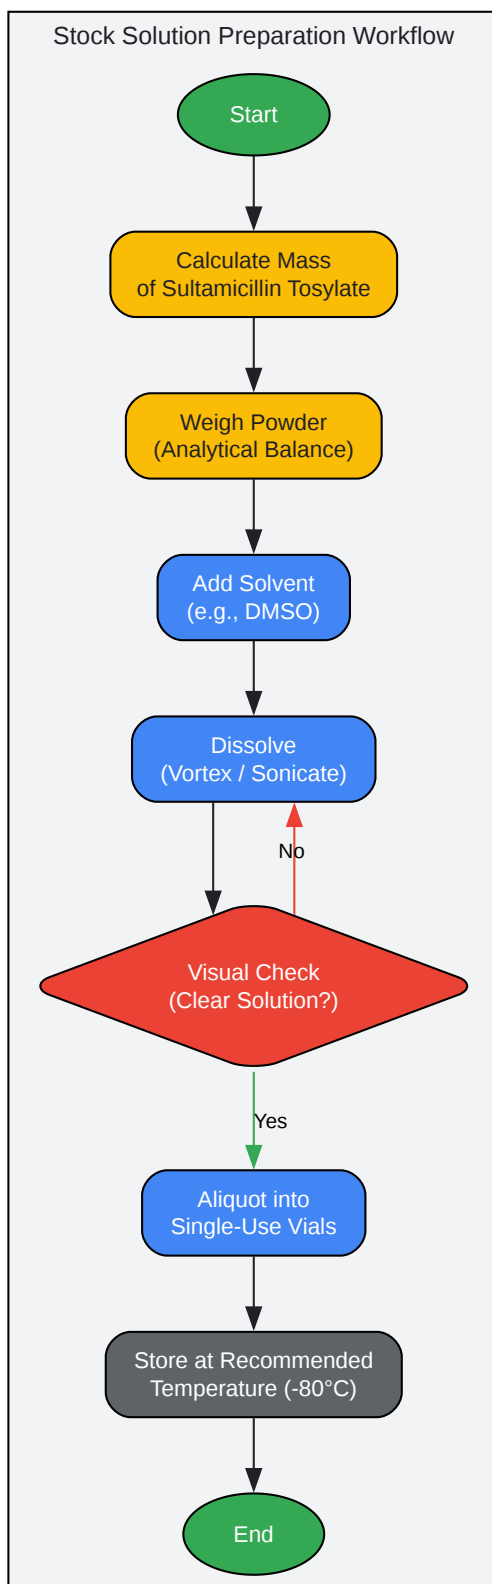 Stock Solution Preparation Workflow
Start
Calculate Mass
of Sultamicillin Tosylate
Weigh Powder
(Analytical Balance)
Add Solvent
(e.g., DMSO)
Dissolve
(Vortex / Sonicate)
No
Visual Check
(Clear Solution?)
Yes
Aliquot into
Single-Use Vials
Store at Recommended
Temperature (-80°C)
End